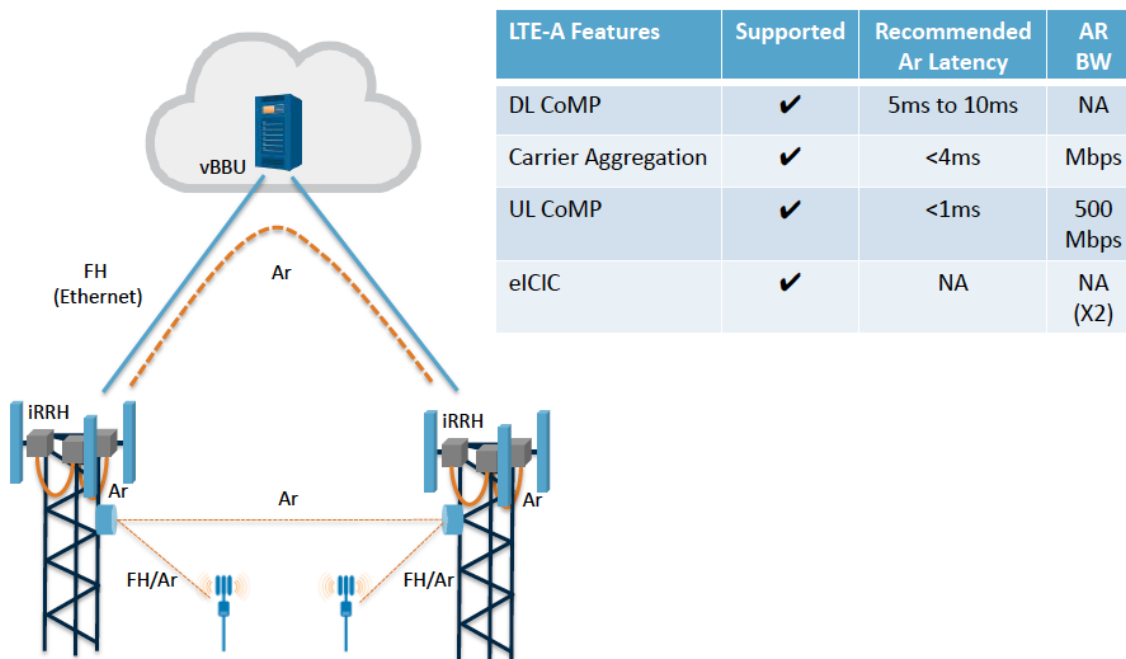 LTE-A Features
Supported
Recommended
Ar Latency
AR
BW
DL CoMP
✔
5ms to 10ms
NA
Carrier Aggregation
✔
<4ms
Mbps
UL CoMP
✔
<1ms
500
Mbps
eICIC
✔
NA
NA
(X2)
vBBU
FH
(Ethernet)
Ar
iRRH
iRRH
Ar
Ar
Ar
FH/Ar
FH/Ar